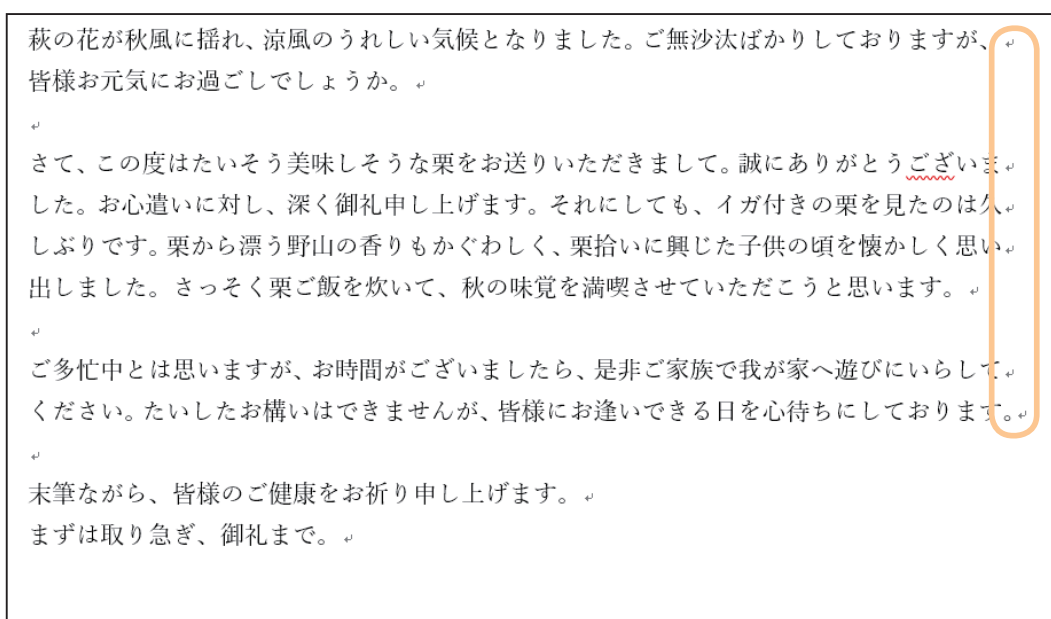 萩の花が秋風に揺れ、涼風のうれしい気候となりました。ご無沙汰ばかりしておりますが、
皆様お元気にお過ごしでしょうか。
さて、この度はたいそう美味しそうな栗をお送りいただきまして。誠にありがとうございま
した。お心遣いに対し、深く御礼申し上げます。それにしても、イガ付きの栗を見たのは久
しぶりです。栗から漂う野山の香りもかぐわしく、栗拾いに興じた子供の頃を懐かしく思い
出しました。さっそく栗ご飯を炊いて、秋の味覚を満喫させていただこうと思います。
ご多忙中とは思いますが、お時間がございましたら、是非ご家族で我が家へ遊びにいらして
ください。たいしたお構いはできませんが、皆様にお逢いできる日を心待ちにしております。
末筆ながら、皆様のご健康をお祈り申し上げます。
まずは取り急ぎ、御礼まで。